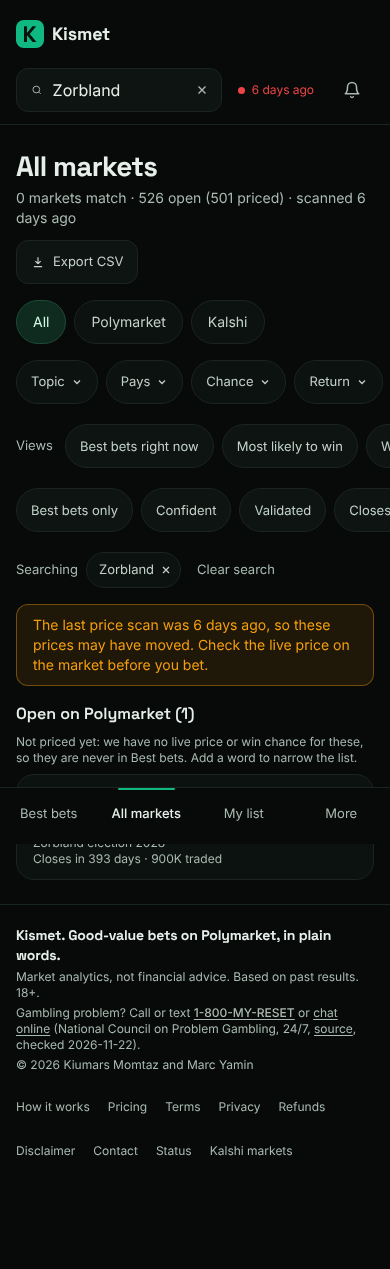 Kismet
Zorbland
6 days ago
All markets
0 markets match · 526 open (501 priced) · scanned 6
days ago
Export CSV
All
Polymarket
Kalshi
Topic
Pays
Chance
Return
Views
Best bets right now
Most likely to win
Best bets only
Confident
Validated
Closes
Searching
Zorbland
Clear search
The last price scan was 6 days ago, so these
prices may have moved. Check the live price on
the market before you bet.
Open on Polymarket (1)
Not priced yet: we have no live price or win chance for these,
so they are never in Best bets. Add a word to narrow the list.
Best bets
All markets
My list
More
Zorbland election 2028
Closes in 393 days · 900K traded
Kismet. Good-value bets on Polymarket, in plain
words.
Market analytics, not financial advice. Based on past results.
18+.
Gambling problem? Call or text 1-800-MY-RESET or chat
online (National Council on Problem Gambling, 24/7, source,
checked 2026-11-22).
© 2026 Kiumars Momtaz and Marc Yamin
How it works
Pricing
Terms
Privacy
Refunds
Disclaimer
Contact
Status
Kalshi markets